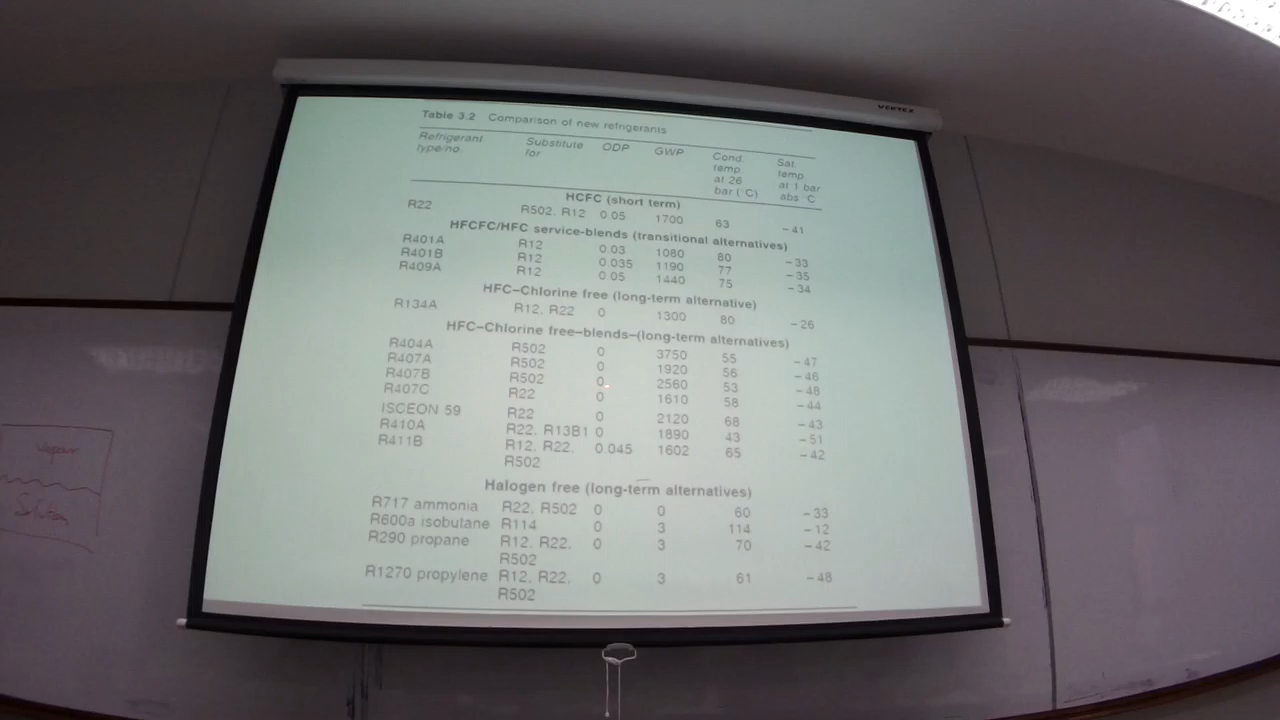 VERTEX
Table 3.2 Comparison of new refrigerants
Refrigerant type/no. Substitute for ODP GWP Cond. temp. at 26 bar (°C) Sat. temp. at 1 bar abs °C
HCFC (short term)
R22 R502, R12 0.05 1700 63 −41
HFCFC/HFC service-blends (transitional alternatives)
R401A R12 0.03 1080 80 −33
R401B R12 0.035 1190 77 −35
R409A R12 0.05 1440 75 −34
HFC–Chlorine free (long-term alternative)
R134A R12, R22 0 1300 80 −26
HFC–Chlorine free–blends–(long-term alternatives)
R404A R502 0 3750 55 −47
R407A R502 0 1920 56 −46
R407B R502 0 2560 53 −48
R407C R22 0 1610 58 −44
ISCEON 59 R22 0 2120 68 −43
R410A R22, R13B1 0 1890 43 −51
R411B R12, R22, 0.045 1602 65 −42
R502
Halogen free (long-term alternatives)
R717 ammonia R22, R502 0 0 60 −33
R600a isobutane R114 0 3 114 −12
R290 propane R12, R22, 0 3 70 −42
R502
R1270 propylene R12, R22, 0 3 61 −48
R502
vapour